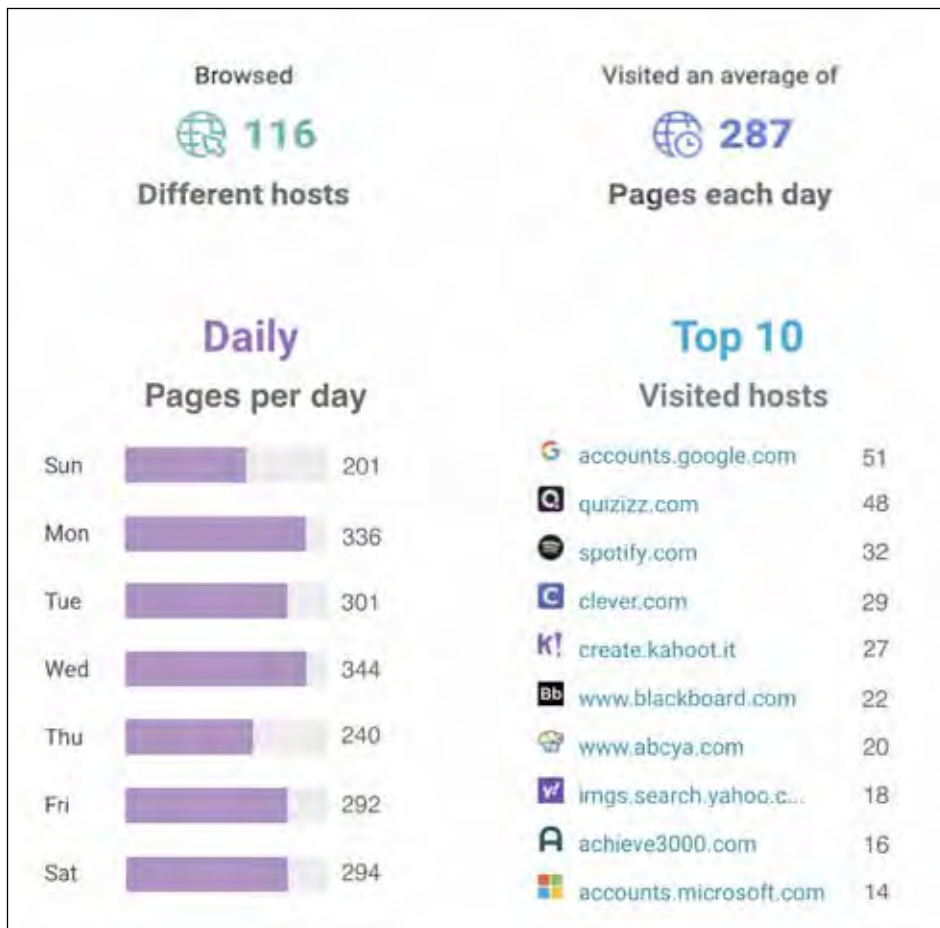 Browsed
116
Different hosts
Visited an average of
287
Pages each day
Daily
Pages per day
Sun 201
Mon 336
Tue 301
Wed 344
Thu 240
Fri 292
Sat 294
Top 10
Visited hosts
G accounts.google.com 51
Q quizizz.com 48
spotify.com 32
C clever.com 29
K! create.kahoot.it 27
Bb www.blackboard.com 22
www.abcya.com 20
y! imgs.search.yahoo.c... 18
A achieve3000.com 16
accounts.microsoft.com 14